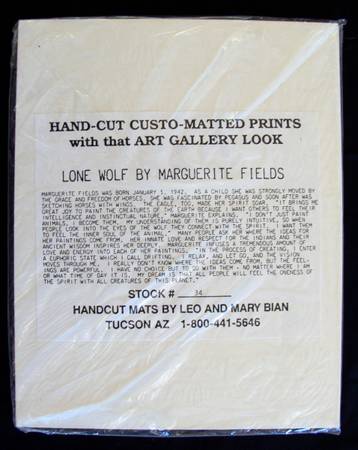 HAND-CUT CUSTO-MATTED PRINTS
with that ART GALLERY LOOK
LONE WOLF BY MARGUERITE FIELDS
MARGUERITE FIELDS WAS BORN JANUARY 1, 1942. AS A CHILD SHE WAS STRONGLY MOVED BY
THE GRACE AND FREEDOM OF HORSES. SHE WAS FASCINATED BY PEGASUS AND SOON AFTER WAS
SKETCHING HORSES WITH WINGS. THE EAGLE, TOO, MADE HER SPIRIT SOAR. "IT BRINGS ME
GREAT JOY TO PAINT THE CREATURES OF THE EARTH BECAUSE I WANT OTHERS TO FEEL THEIR
INTELLIGENCE AND INSTINCTUAL NATURE," MARGUERITE EXPLAINS. "I DON'T JUST PAINT
ANIMALS, I BECOME THEM. MY UNDERSTANDING OF THEM IS PURELY INTUITIVE, SO WHEN
PEOPLE LOOK INTO THE EYES OF THE WOLF THEY CONNECT WITH THE SPIRIT. I WANT THEM
TO FEEL THE INNER SOUL OF THE ANIMAL." MANY PEOPLE ASK HER WHERE THE IDEAS FOR
HER PAINTINGS COME FROM. HER INNATE LOVE AND RESPECT FOR THE INDIANS AND THEIR
ANCIENT WISDOM INSPIRES HER DEEPLY. MARGUERITE INFUSES A TREMENDOUS AMOUNT OF
LOVE AND ENERGY INTO EACH OF HER PAINTINGS. "IN THE PROCESS OF CREATING, I ENTER
A EUPHORIC STATE WHICH I CALL DRIFTING. I RELAX, AND LET GO, AND THE VISION
MOVES THROUGH ME. I REALLY DON'T KNOW WHERE THE IDEAS COME FROM, BUT THE FEEL-
INGS ARE POWERFUL. I HAVE NO CHOICE BUT TO GO WITH THEM - NO MATTER WHERE I AM
OR WHAT TIME OF DAY IT IS. MY DREAM IS THAT ALL PEOPLE WILL FEEL THE ONENESS OF
THE SPIRIT WITH ALL CREATURES OF THIS PLANET."
STOCK # 34
HANDCUT MATS BY LEO AND MARY BIAN
TUCSON AZ 1-800-441-5646